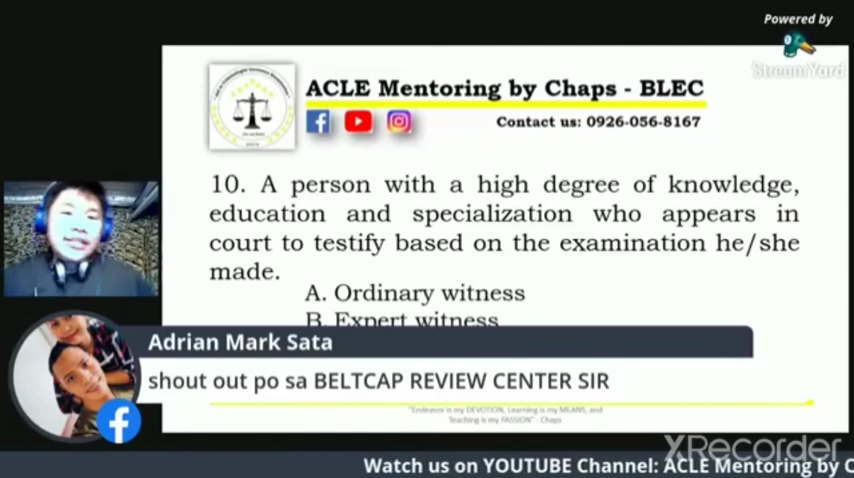 Powered by
StreamYard
ACLE Mentoring by Chaps - BLEC
Contact us: 0926-056-8167
10. A person with a high degree of knowledge,
education and specialization who appears in
court to testify based on the examination he/she
made.
A. Ordinary witness
B. Expert witness
Adrian Mark Sata
shout out po sa BELTCAP REVIEW CENTER SIR
"Endeavor is my DEVOTION, Learning is my MEANS, and
Teaching is my PASSION" - Chaps
XRecorder
Watch us on YOUTUBE Channel: ACLE Mentoring by C